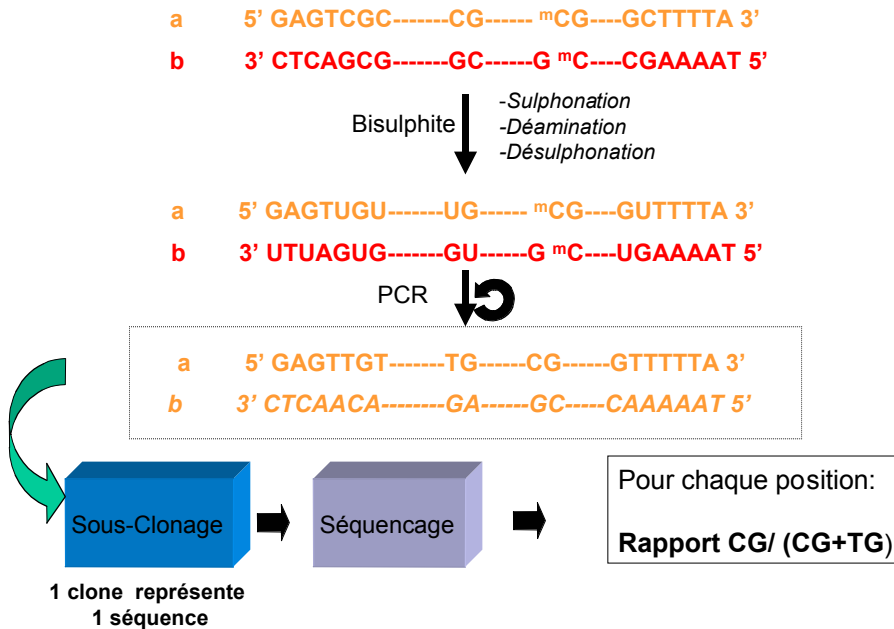 a 5’ GAGTCGC-------CG------ ᵐCG----GCTTTTA 3’
b 3’ CTCAGCG-------GC------G ᵐC----CGAAAAT 5’
Bisulphite
-Sulphonation
-Déamination
-Désulphonation
a 5’ GAGTUGU-------UG------ ᵐCG----GUTTTTA 3’
b 3’ UTUAGUG-------GU------G ᵐC----UGAAAAT 5’
PCR
a 5’ GAGTTGT-------TG------CG------GTTTTTA 3’
b 3’ CTCAACA--------GA------GC-----CAAAAAT 5’
Sous-Clonage
Séquencage
Pour chaque position:
Rapport CG/ (CG+TG)
1 clone représente
1 séquence